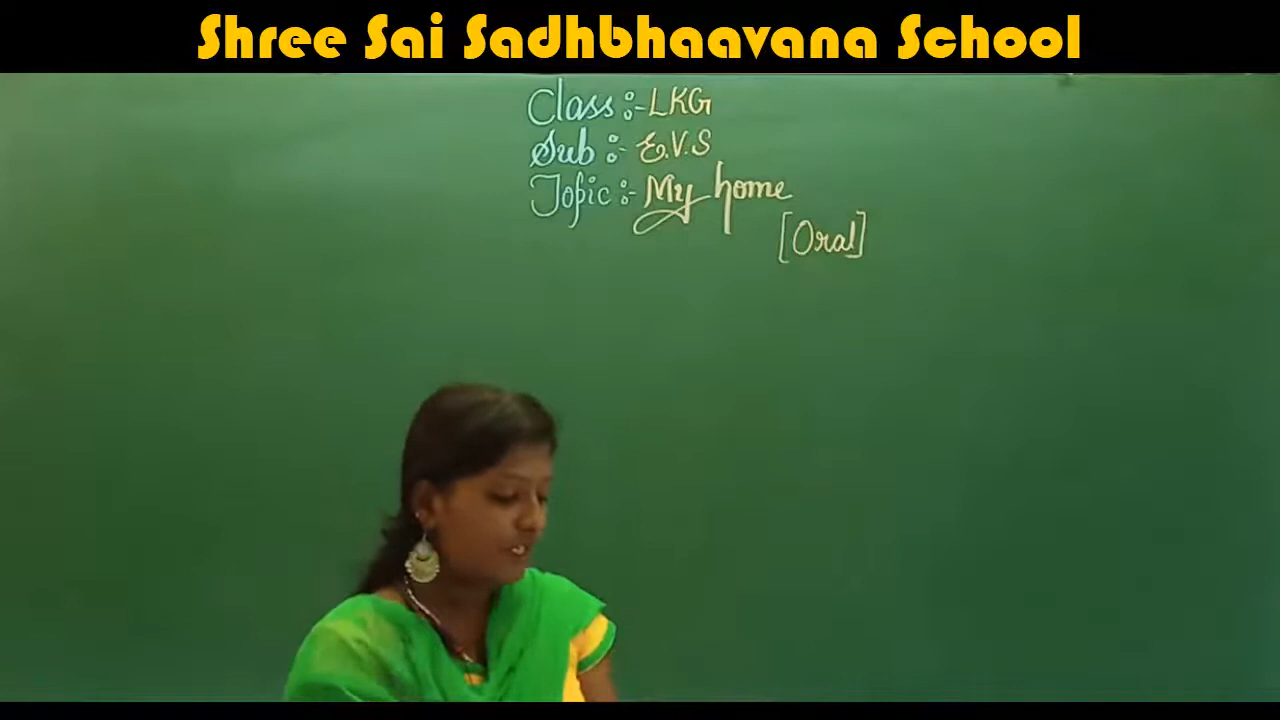 Shree Sai Sadhbhaavana School
Class :- LKG
Sub :- E.V.S
Topic :- My home
[Oral]